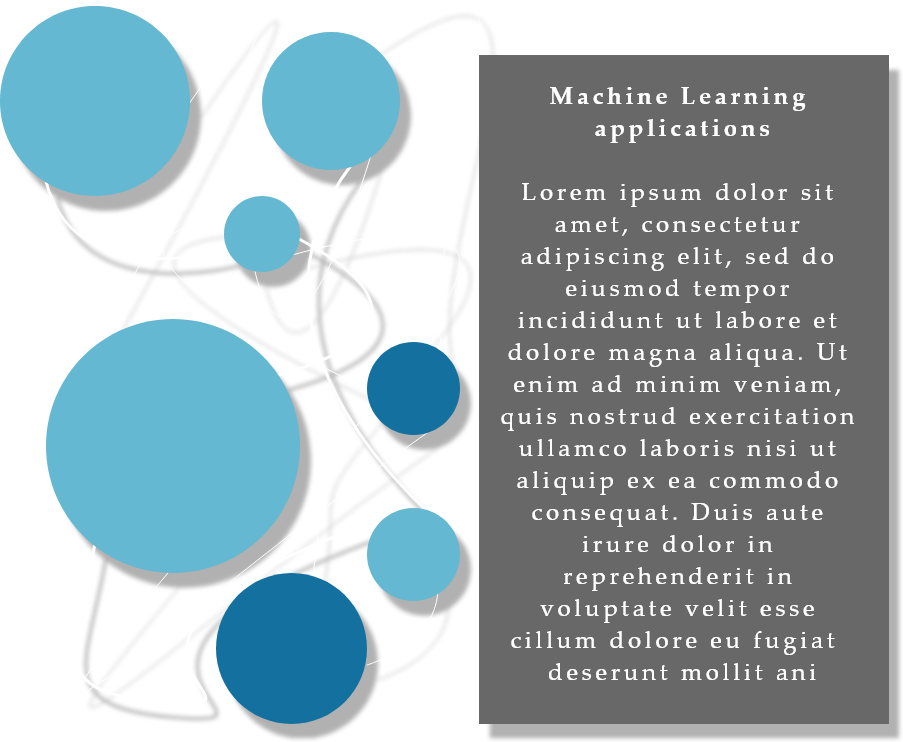 Machine Learning
applications
Lorem ipsum dolor sit
amet, consectetur
adipiscing elit, sed do
eiusmod tempor
incididunt ut labore et
dolore magna aliqua. Ut
enim ad minim veniam,
quis nostrud exercitation
ullamco laboris nisi ut
aliquip ex ea commodo
consequat. Duis aute
irure dolor in
reprehenderit in
voluptate velit esse
cillum dolore eu fugiat
deserunt mollit ani